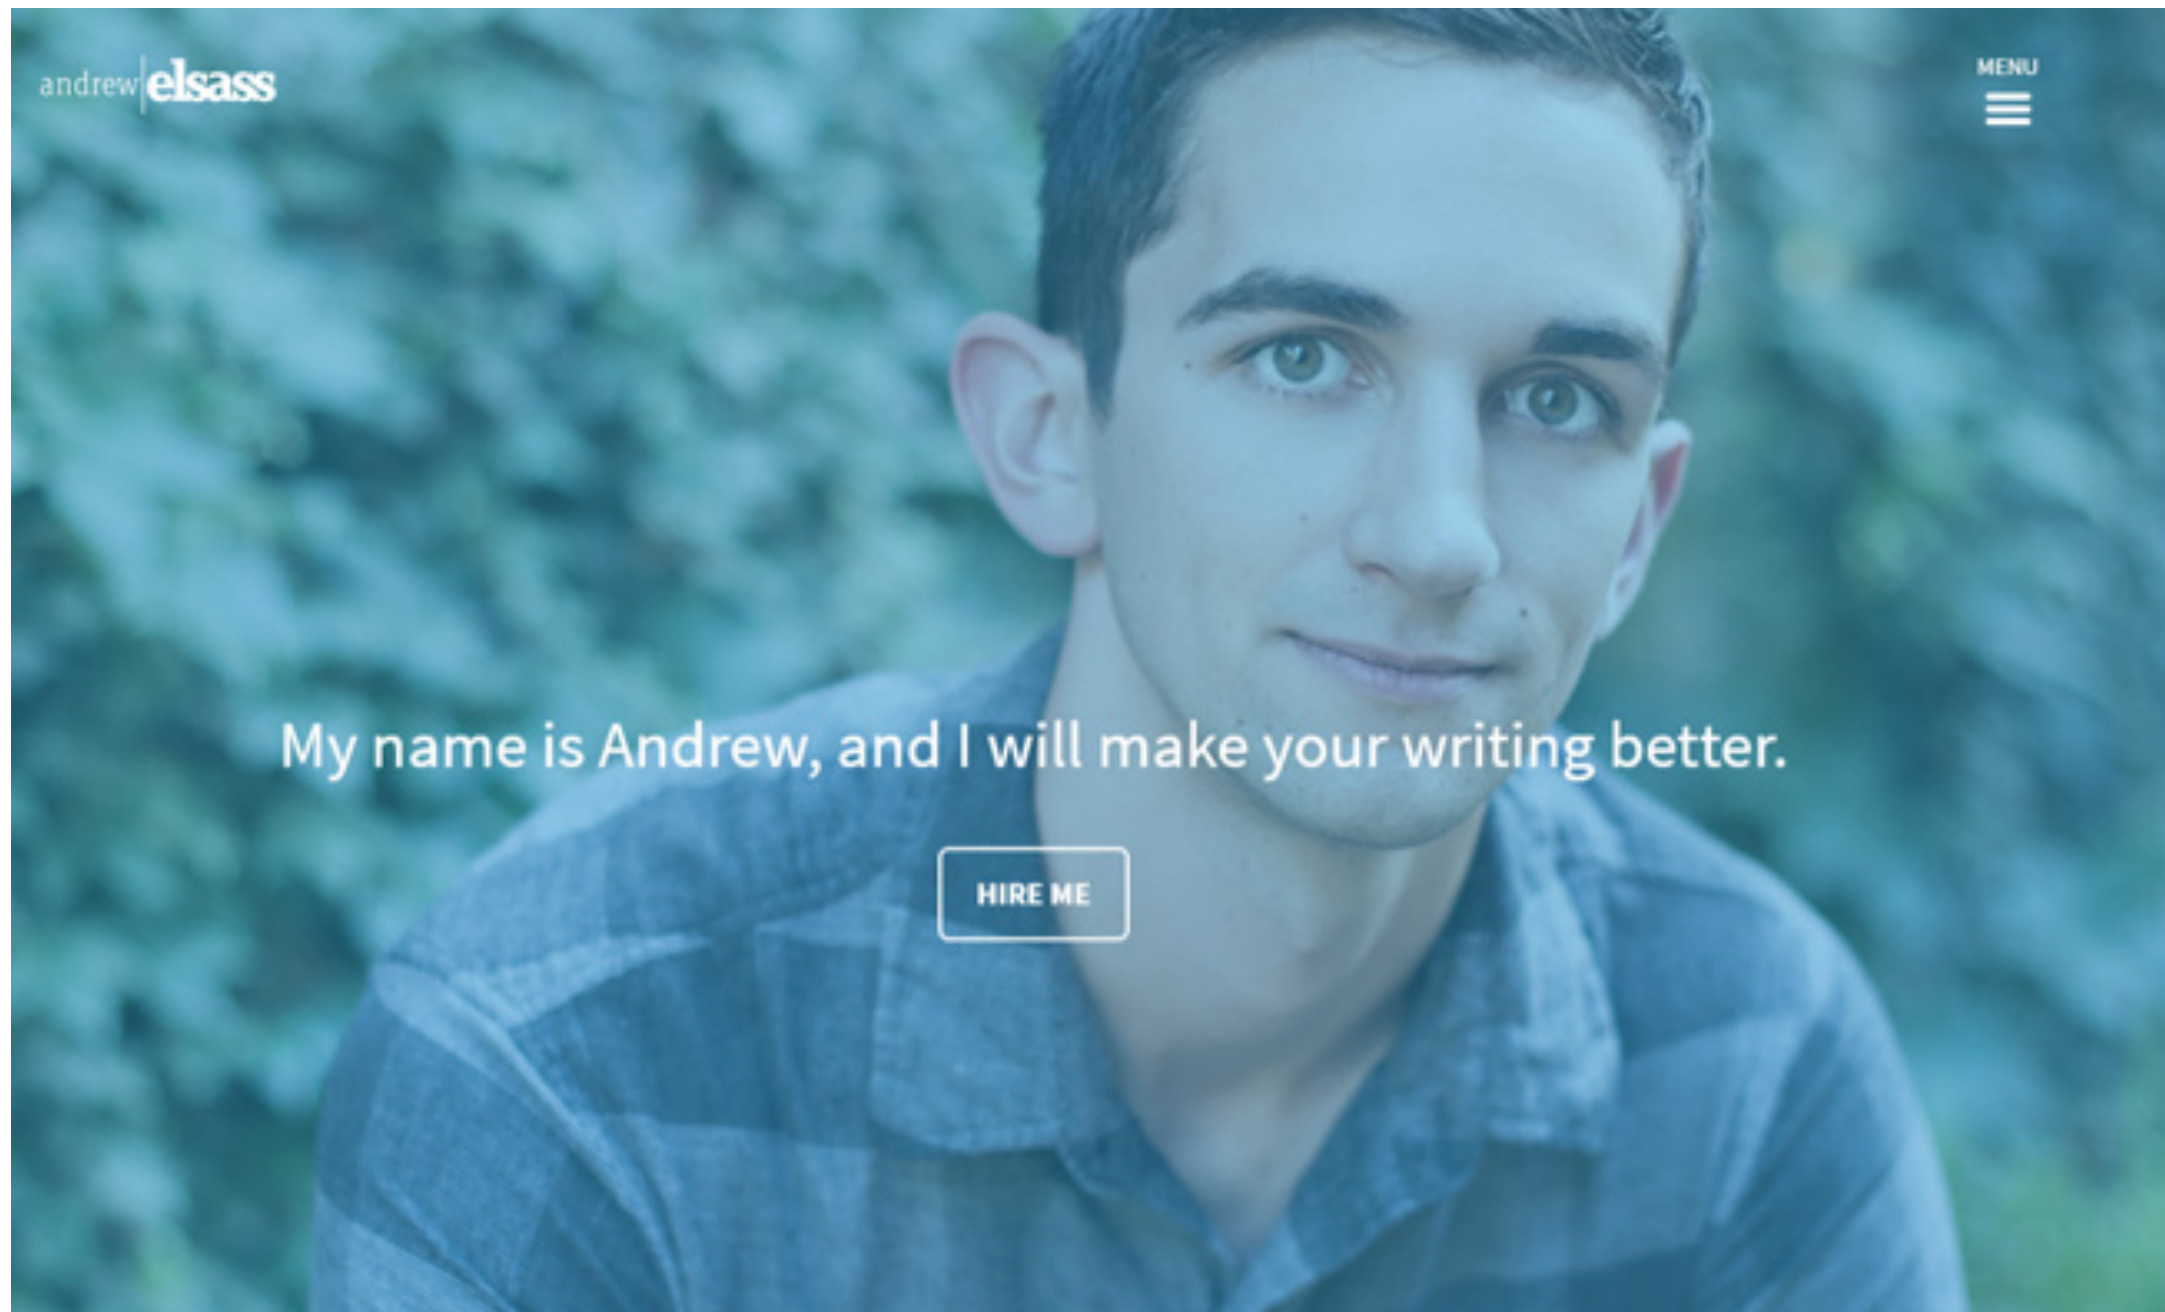 andrew|elsass
MENU
My name is Andrew, and I will make your writing better.
HIRE ME